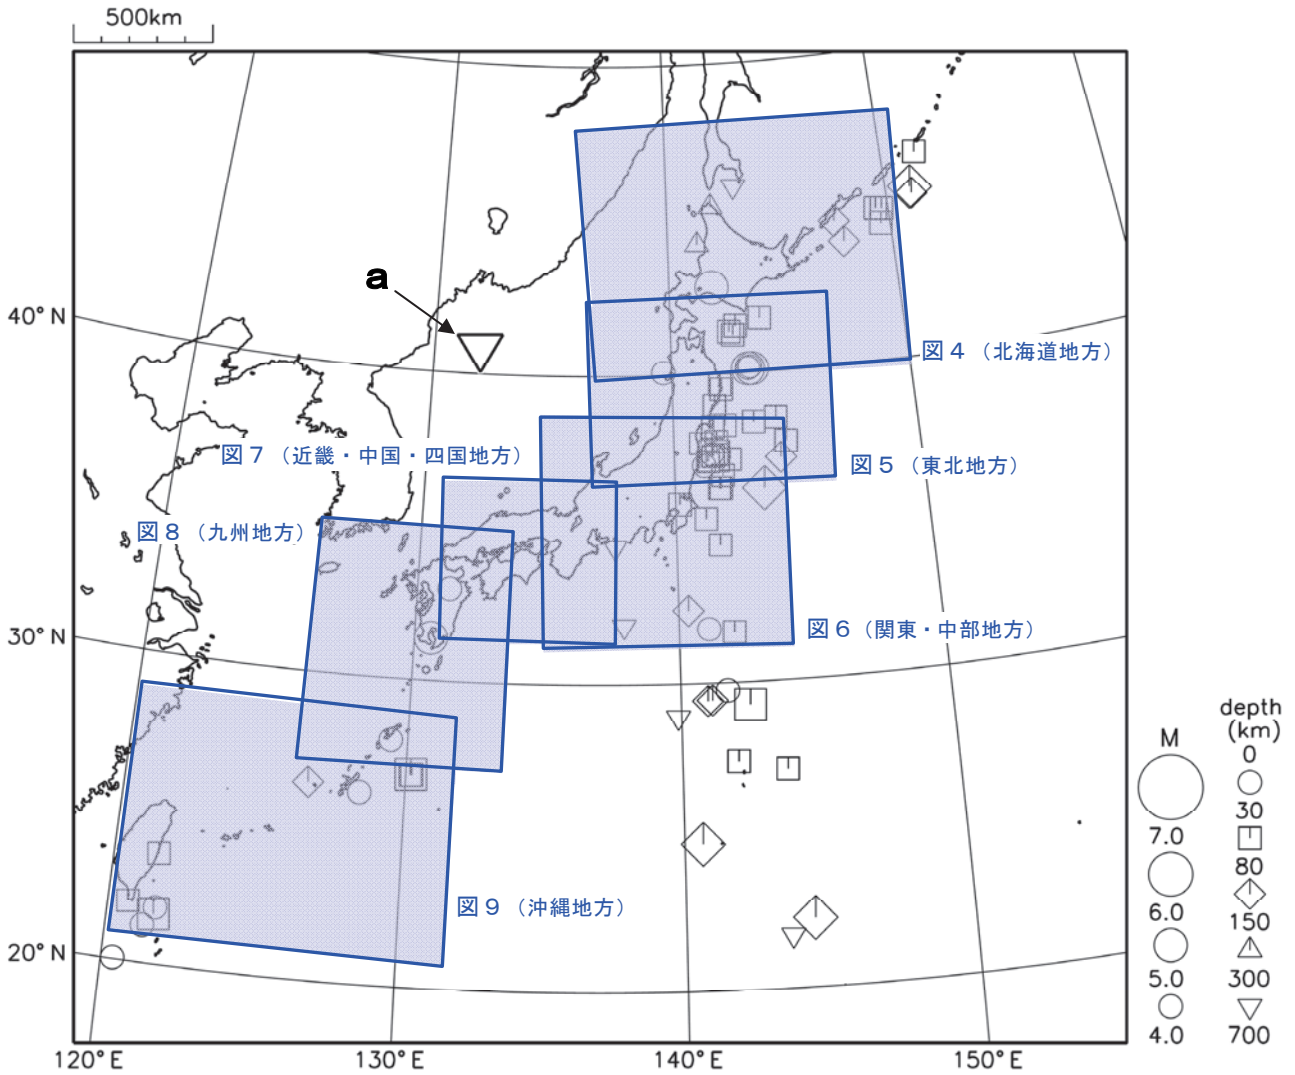 500km
a
40°N
図４（北海道地方）
図７（近畿・中国・四国地方）
図５（東北地方）
図８（九州地方）
30°N
図６（関東・中部地方）
depth
(km)
M
0
30
7.0
80
図９（沖縄地方）
6.0
150
20°N
5.0
300
4.0
700
120°E
130°E
140°E
150°E